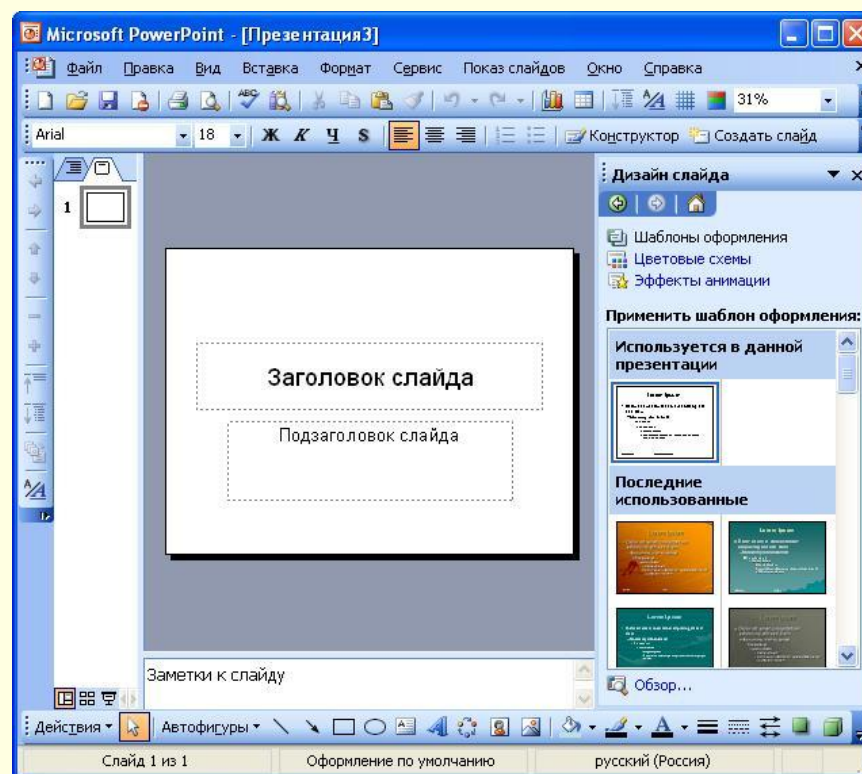 Microsoft PowerPoint - [Презентация3]
Файл Правка Вид Вставка Формат Сервис Показ слайдов Окно Справка
31%
Arial 18 Ж К Ч S Конструктор Создать слайд
Дизайн слайда
1
Шаблоны оформления
Цветовые схемы
Эффекты анимации
Применить шаблон оформления:
Используется в данной
презентации
Заголовок слайда
Подзаголовок слайда
Последние
использованные
Заметки к слайду
Обзор...
Действия Автофигуры
Слайд 1 из 1 Оформление по умолчанию русский (Россия)